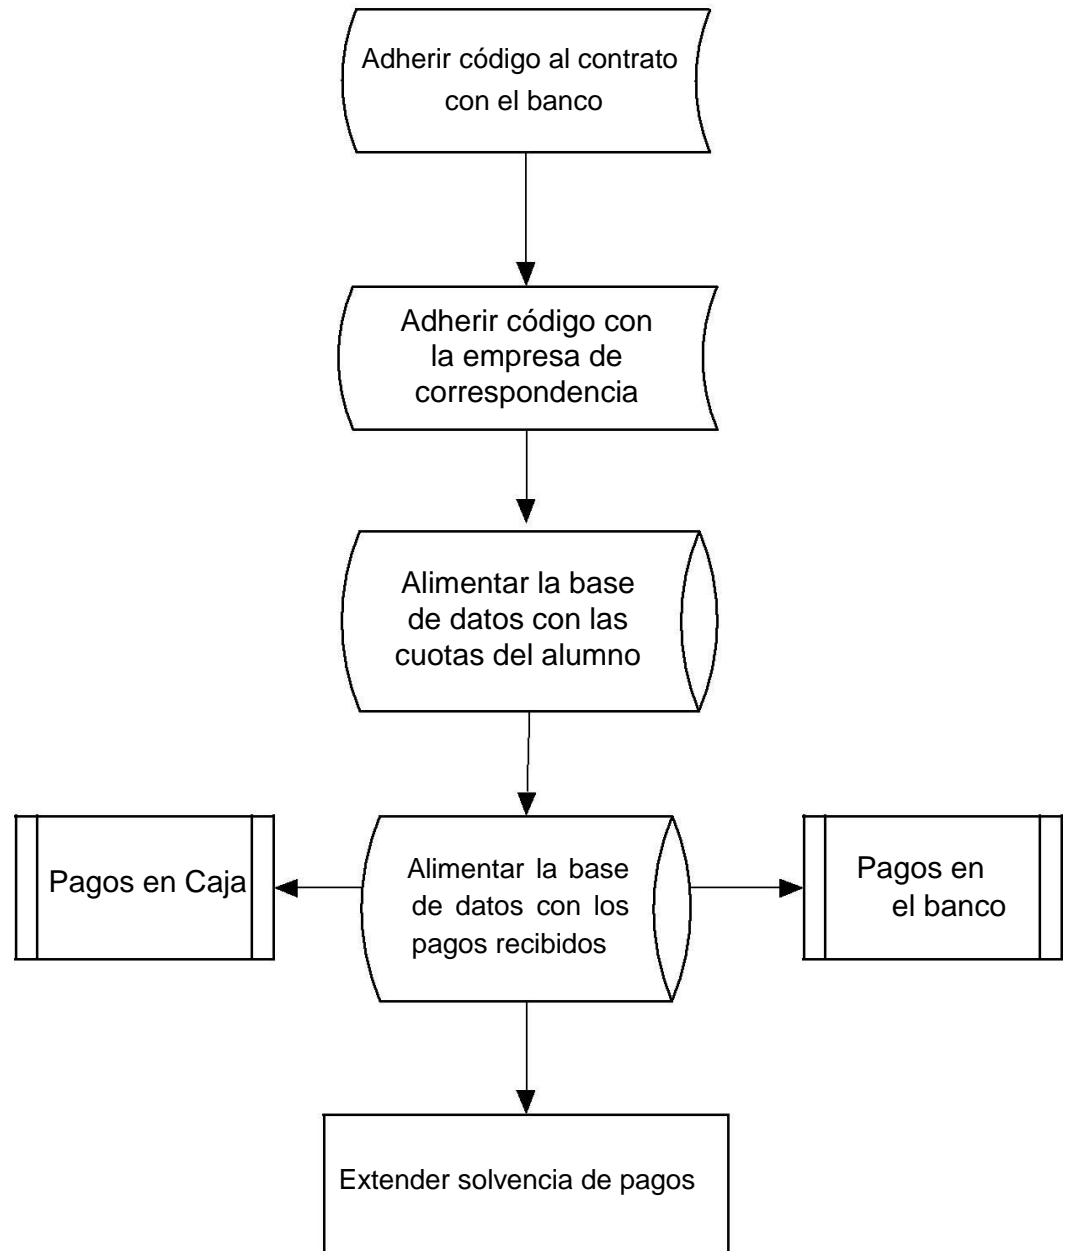 Adherir código al contrato
con el banco
Adherir código con
la empresa de
correspondencia
Alimentar la base
de datos con las
cuotas del alumno
Pagos en Caja
Alimentar la base
de datos con los
pagos recibidos
Pagos en
el banco
Extender solvencia de pagos